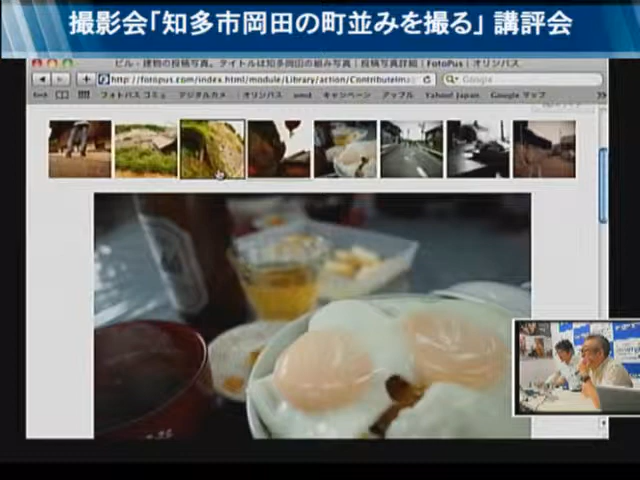 撮影会「知多市岡田の町並みを撮る」講評会
ビル・建物の投稿写真。タイトルは知多岡田の組み写真｜投稿写真詳細｜FotoPus｜オリンパス
http://fotopus.com/index.html/module/Library/action/ContributeIma
Google
フォトパス コミュ デジタルカメ オリンパス amd キャンペーン アップル Yahoo! Japan Google マップ